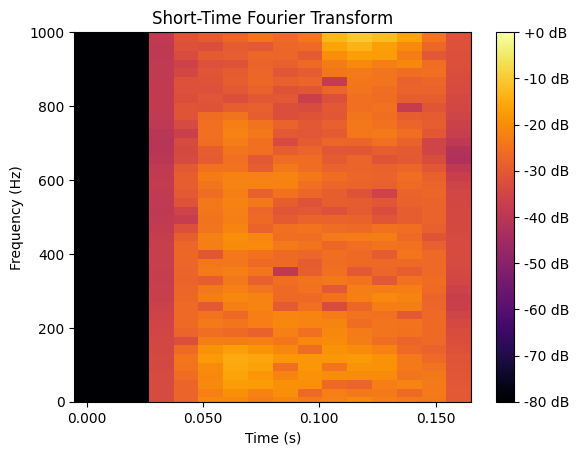 Short-Time Fourier Transform
1000
800
600
400
200
0
Frequency (Hz)
0.000
0.050
0.100
0.150
Time (s)
+0 dB
-10 dB
-20 dB
-30 dB
-40 dB
-50 dB
-60 dB
-70 dB
-80 dB